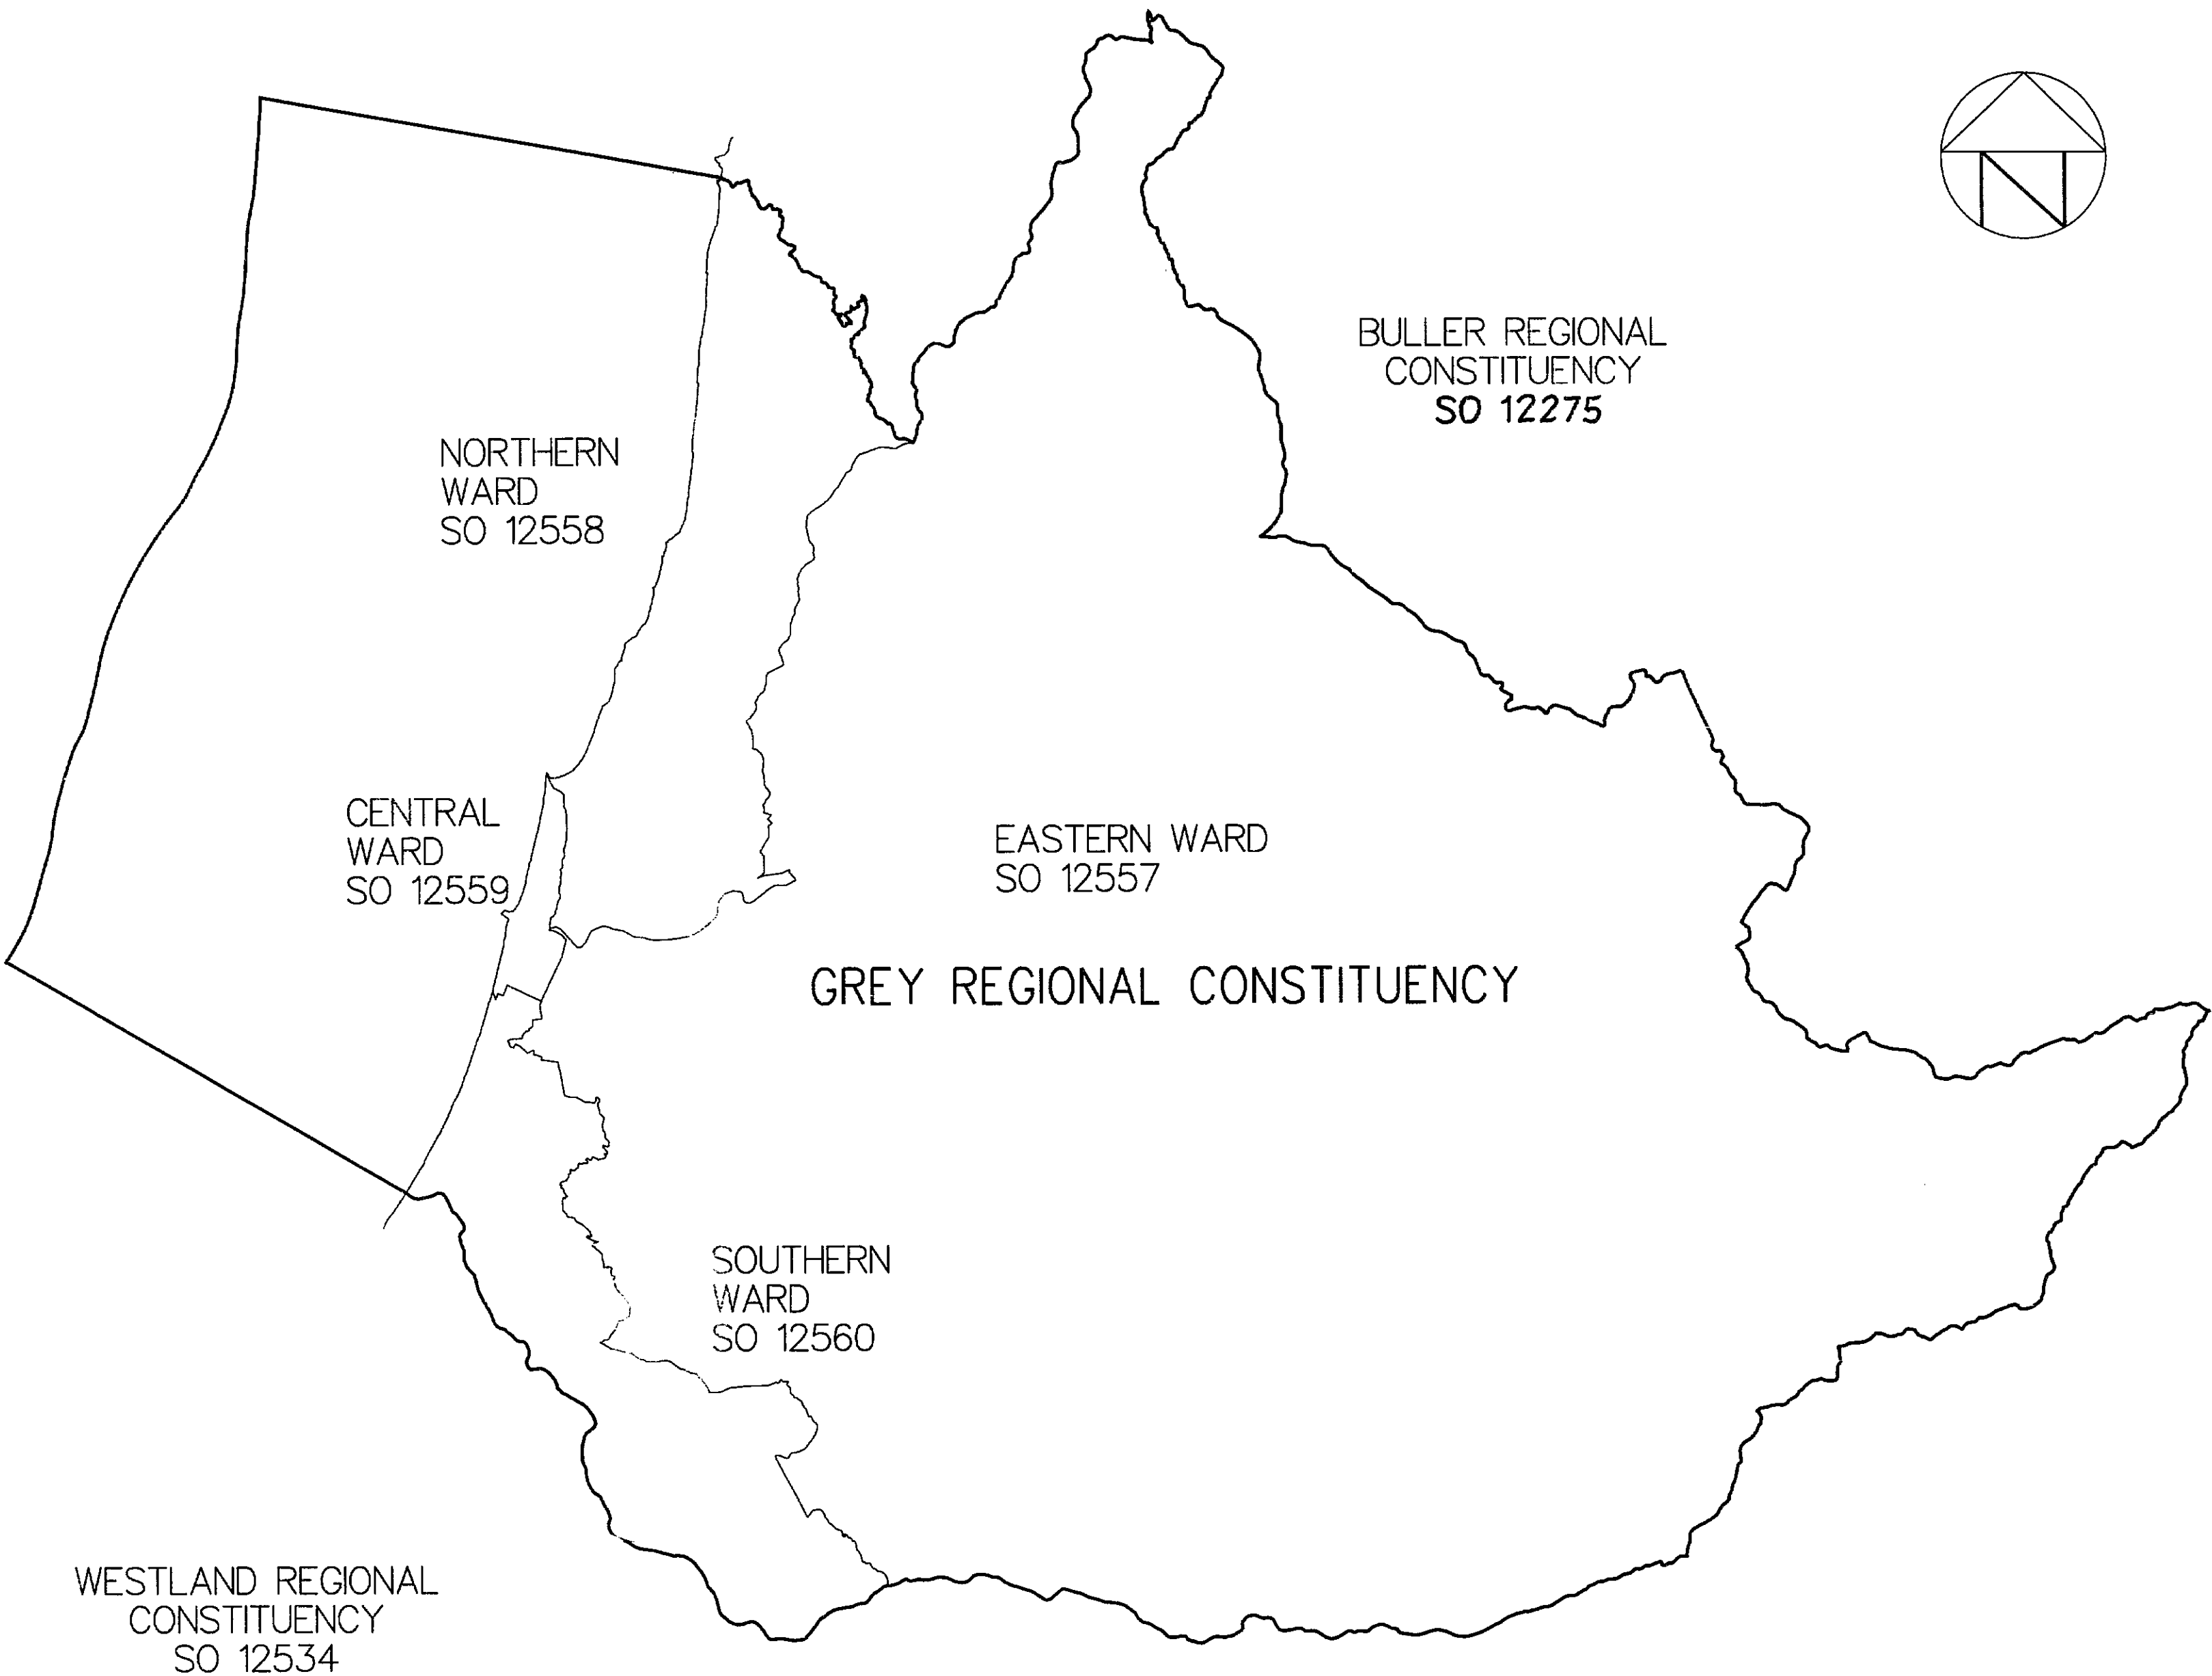 N
BULLER REGIONAL
CONSTITUENCY
SO 12275
NORTHERN
WARD
SO 12558
CENTRAL
WARD
SO 12559
EASTERN WARD
SO 12557
GREY REGIONAL CONSTITUENCY
SOUTHERN
WARD
SO 12560
WESTLAND REGIONAL
CONSTITUENCY
SO 12534